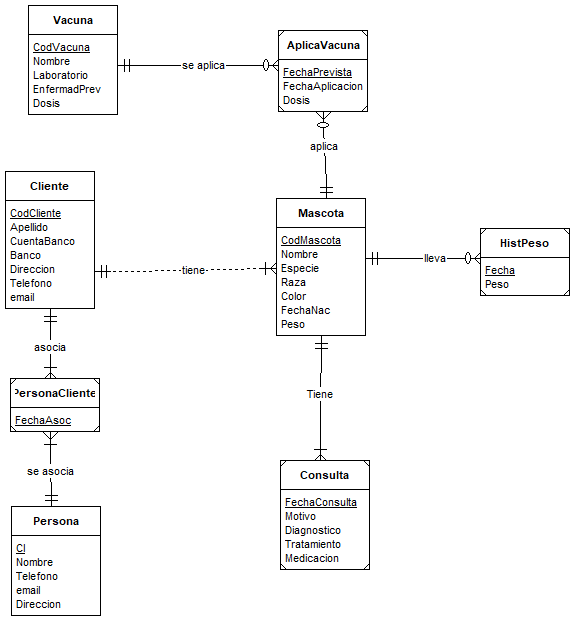 Vacuna
CodVacuna
Nombre
Laboratorio
EnfermadPrev
Dosis
se aplica
AplicaVacuna
FechaPrevista
FechaAplicacion
Dosis
aplica
Cliente
CodCliente
Apellido
CuentaBanco
Banco
Direccion
Telefono
email
tiene
Mascota
CodMascota
Nombre
Especie
Raza
Color
FechaNac
Peso
lleva
HistPeso
Fecha
Peso
asocia
PersonaCliente
FechaAsoc
se asocia
Persona
CI
Nombre
Telefono
email
Direccion
Tiene
Consulta
FechaConsulta
Motivo
Diagnostico
Tratamiento
Medicacion